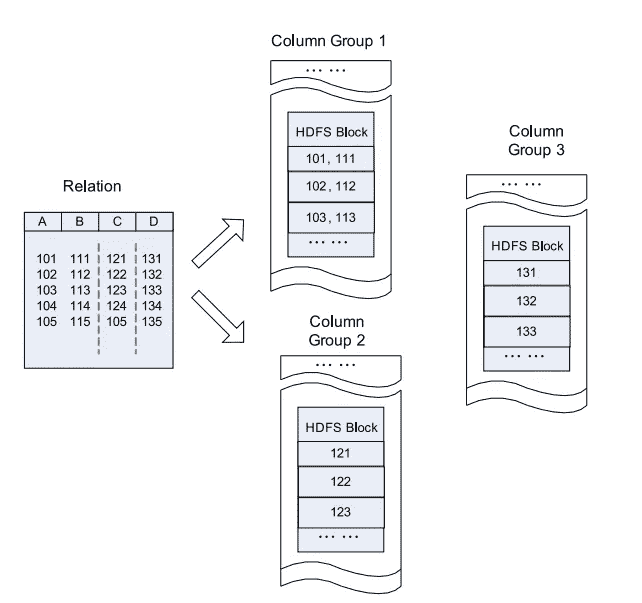 Column Group 1
... ...
HDFS Block
101, 111
102, 112
103, 113
... ...
Relation
A B C D
101 111 121 131
102 112 122 132
103 113 123 133
104 114 124 134
105 115 105 135
Column
Group 2
... ...
HDFS Block
121
122
123
... ...
Column
Group 3
... ...
HDFS Block
131
132
133
... ...